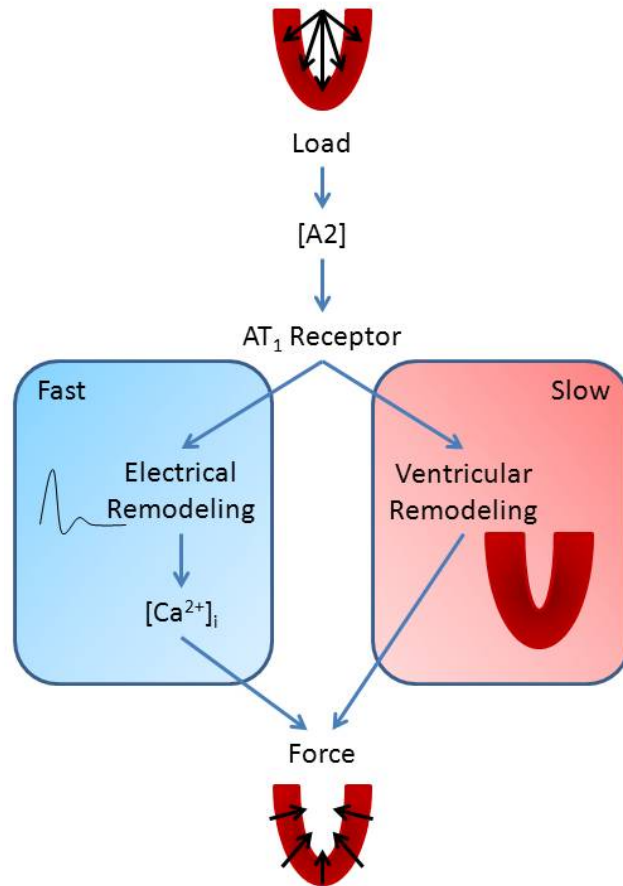 Load
[A2]
AT₁ Receptor
Fast
Electrical
Remodeling
[Ca²⁺]ᵢ
Slow
Ventricular
Remodeling
Force